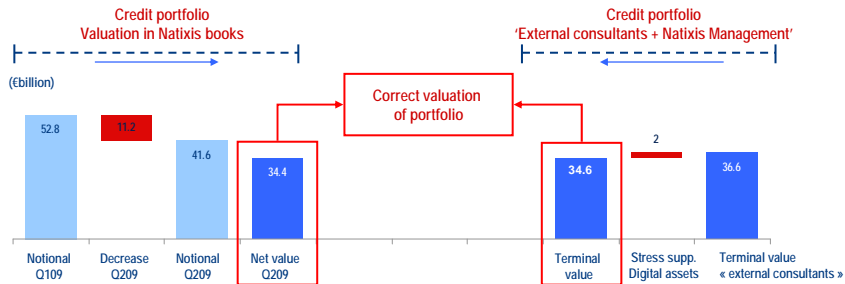 Credit portfolio
Valuation in Natixis books
Credit portfolio
'External consultants + Natixis Management'
(€billion)
Correct valuation
of portfolio
52.8
11.2
41.6
34.4
34.6
2
36.6
Notional
Q109
Decrease
Q209
Notional
Q209
Net value
Q209
Terminal
value
Stress supp.
Digital assets
Terminal value
« external consultants »